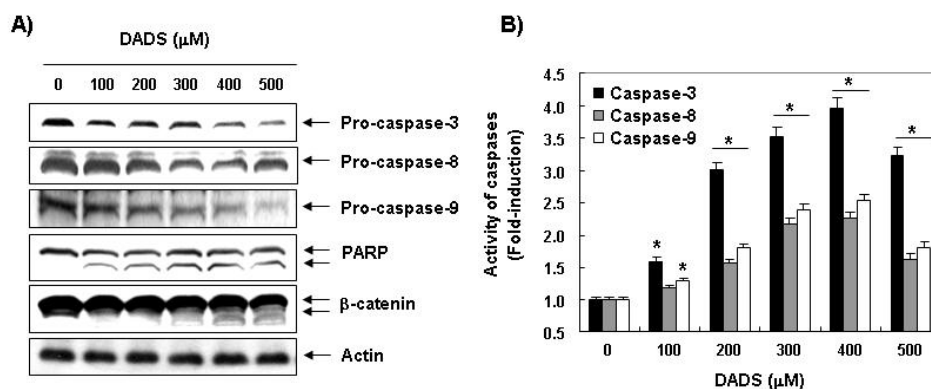 A)
DADS (μM)
0 100 200 300 400 500
Pro-caspase-3
Pro-caspase-8
Pro-caspase-9
PARP
β-catenin
Actin
B)
Activity of caspases
(Fold-induction)
4.5
4.0
3.5
3.0
2.5
2.0
1.5
1.0
0.5
Caspase-3
Caspase-8
Caspase-9
* * * * * *
0 100 200 300 400 500
DADS (μM)